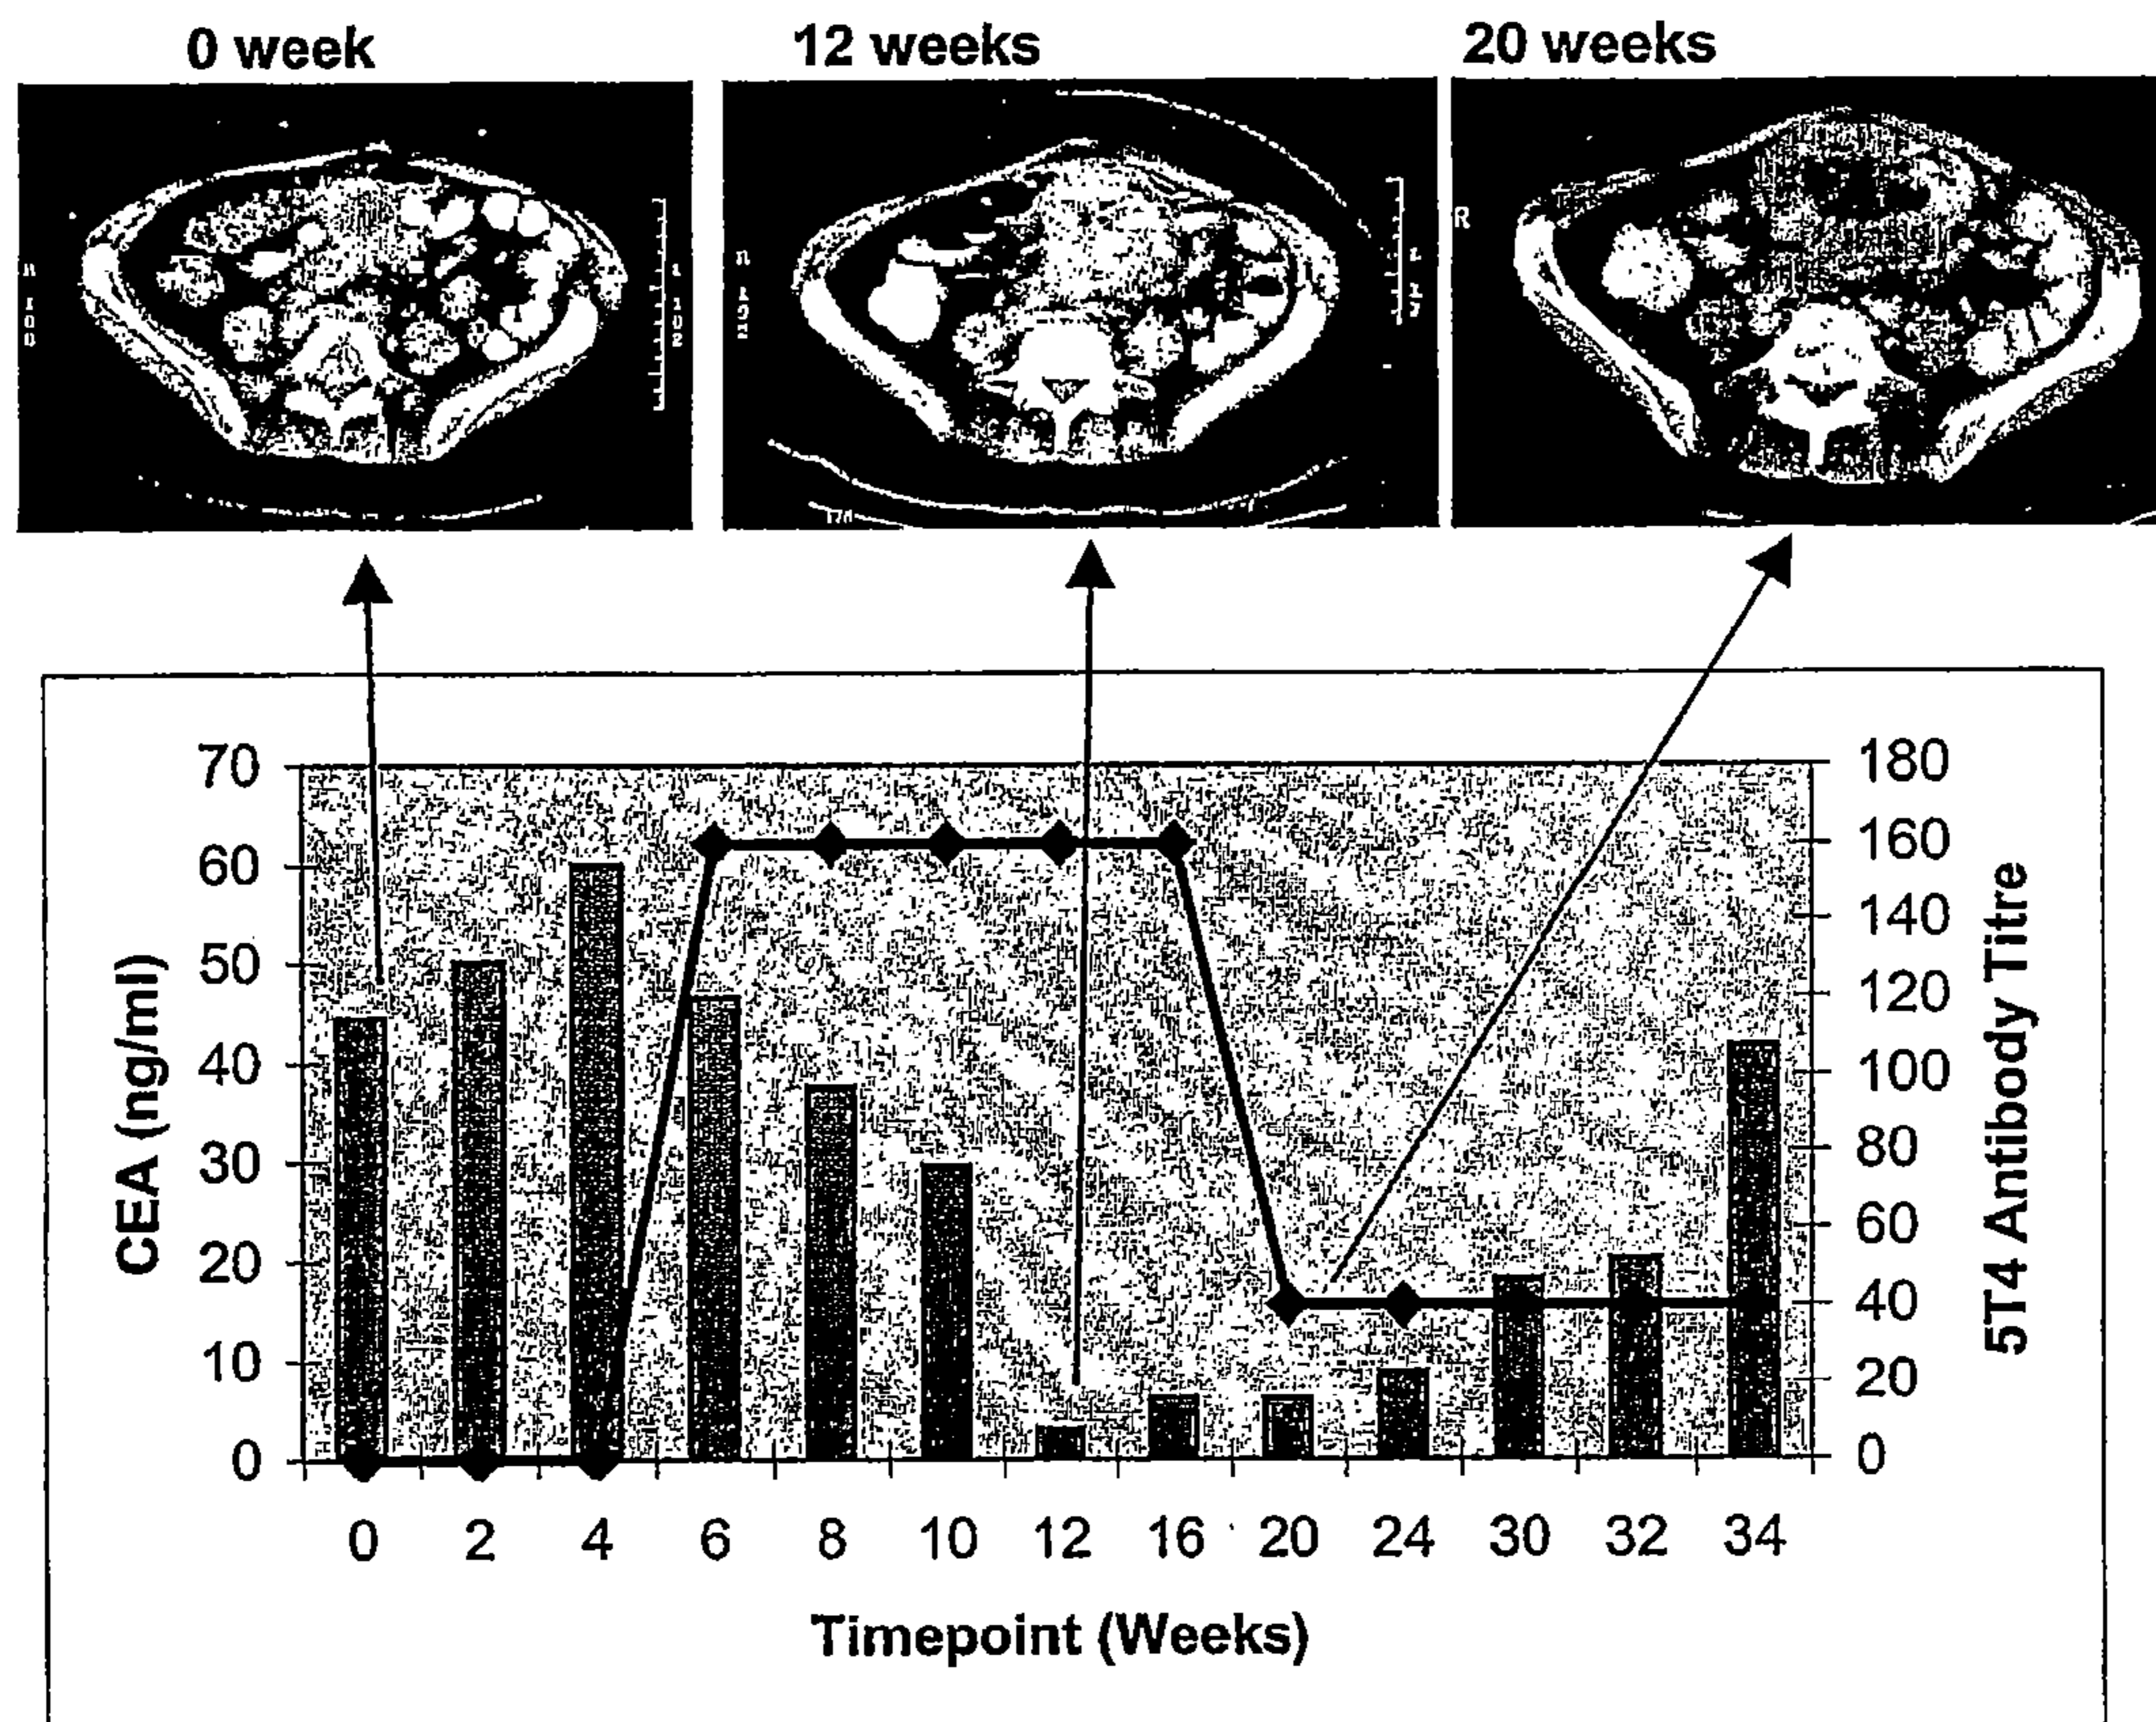 0 week
12 weeks
20 weeks
R
70
60
50
40
30
20
10
0
CEA (ng/ml)
180
160
140
120
100
80
60
40
20
0
5T4 Antibody Titre
0 2 4 6 8 10 12 16 20 24 30 32 34
Timepoint (Weeks)